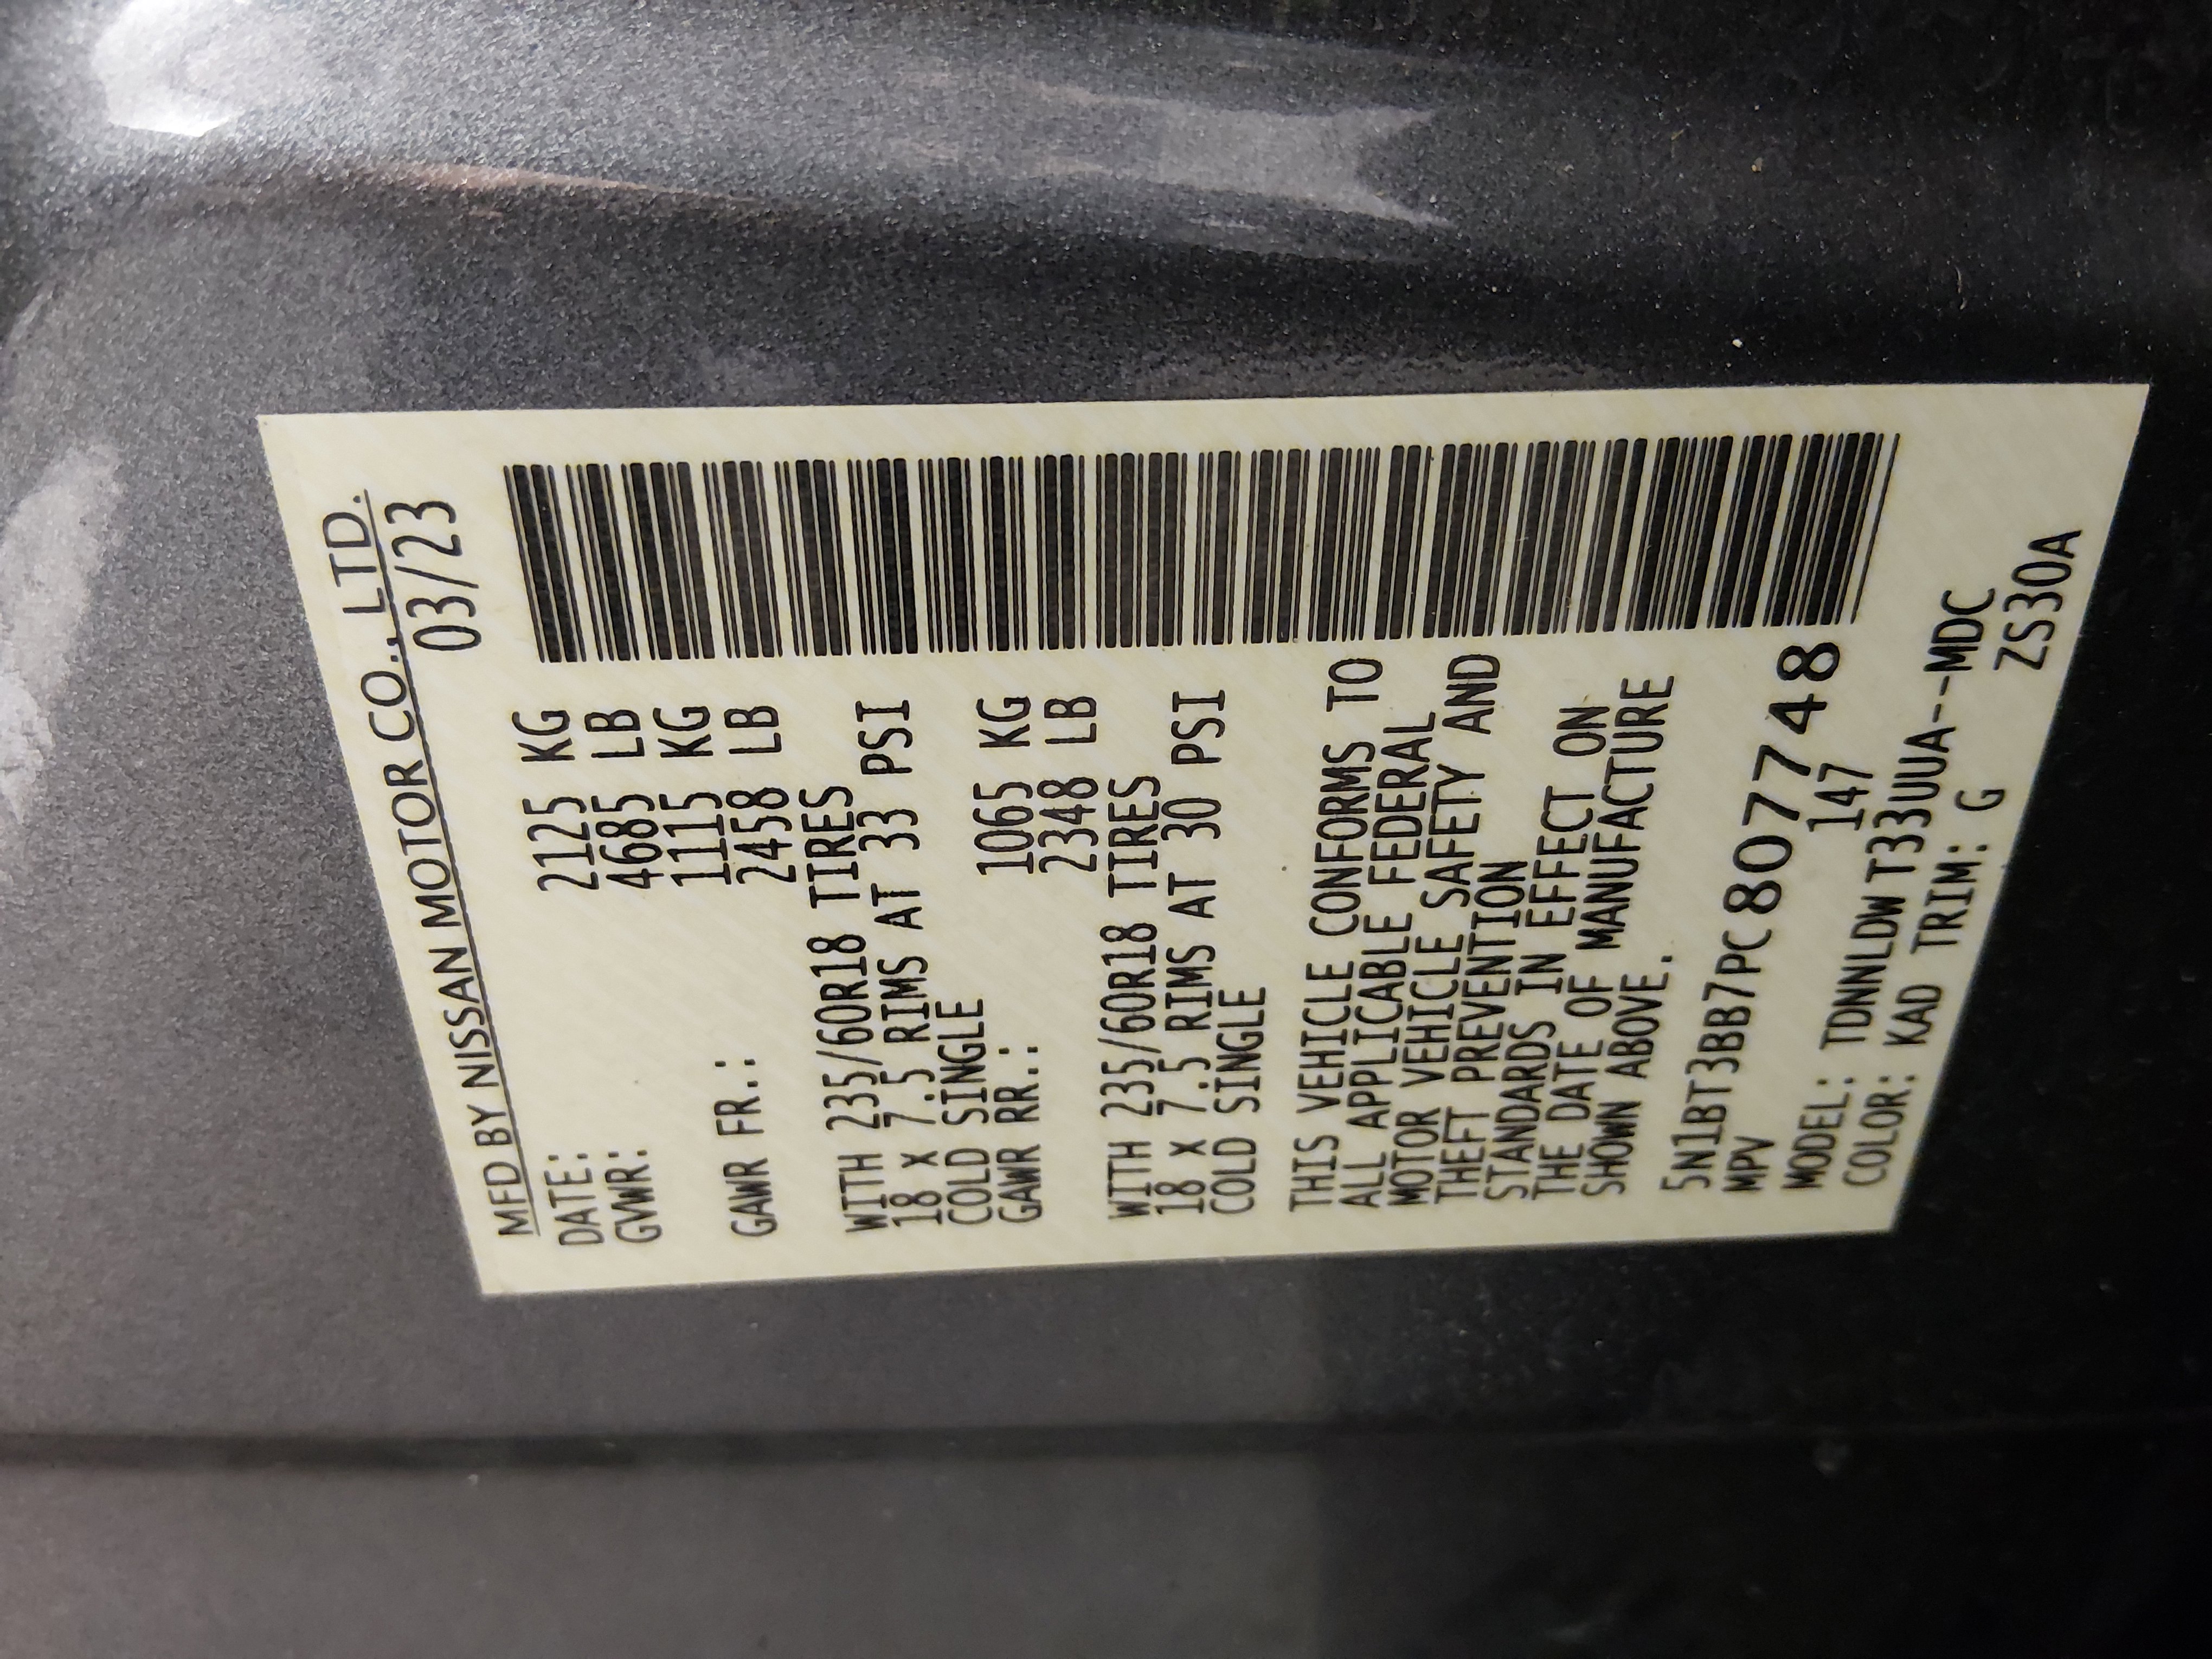 MFD BY NISSAN MOTOR CO., LTD.
DATE: 03/23
GVWR: 2125 KG
4685 LB
GAWR FR.: 1115 KG
2458 LB
WITH 235/60R18 TIRES
18 X 7.5 RIMS AT 33 PSI
COLD SINGLE
GAWR RR.: 1065 KG
2348 LB
WITH 235/60R18 TIRES
18 X 7.5 RIMS AT 30 PSI
COLD SINGLE
THIS VEHICLE CONFORMS TO
ALL APPLICABLE FEDERAL
MOTOR VEHICLE SAFETY AND
THEFT PREVENTION
STANDARDS IN EFFECT ON
THE DATE OF MANUFACTURE
SHOWN ABOVE.
5N1BT3BB7PC807748
MPV 147
MODEL: TDNNLDW T33UUUA--MDC
COLOR: KAD TRIM: G ZS30A